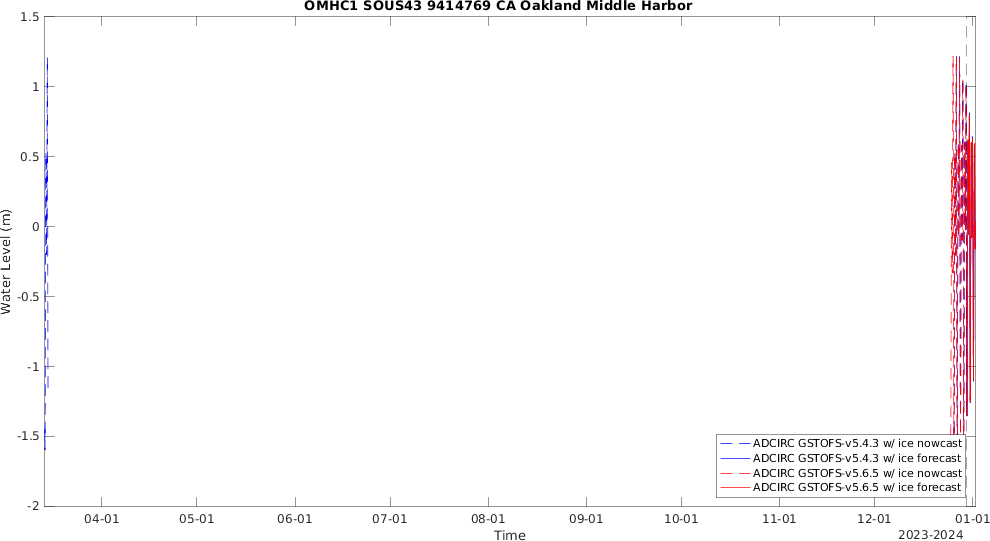 OMHC1 SOUS43 9414769 CA Oakland Middle Harbor
1.5
1
0.5
0
-0.5
-1
-1.5
-2
Water Level (m)
ADCIRC GSTOFS-v5.4.3 w/ ice nowcast
ADCIRC GSTOFS-v5.4.3 w/ ice forecast
ADCIRC GSTOFS-v5.6.5 w/ ice nowcast
ADCIRC GSTOFS-v5.6.5 w/ ice forecast
04-01 05-01 06-01 07-01 08-01 09-01 10-01 11-01 12-01 01-01
Time
2023-2024